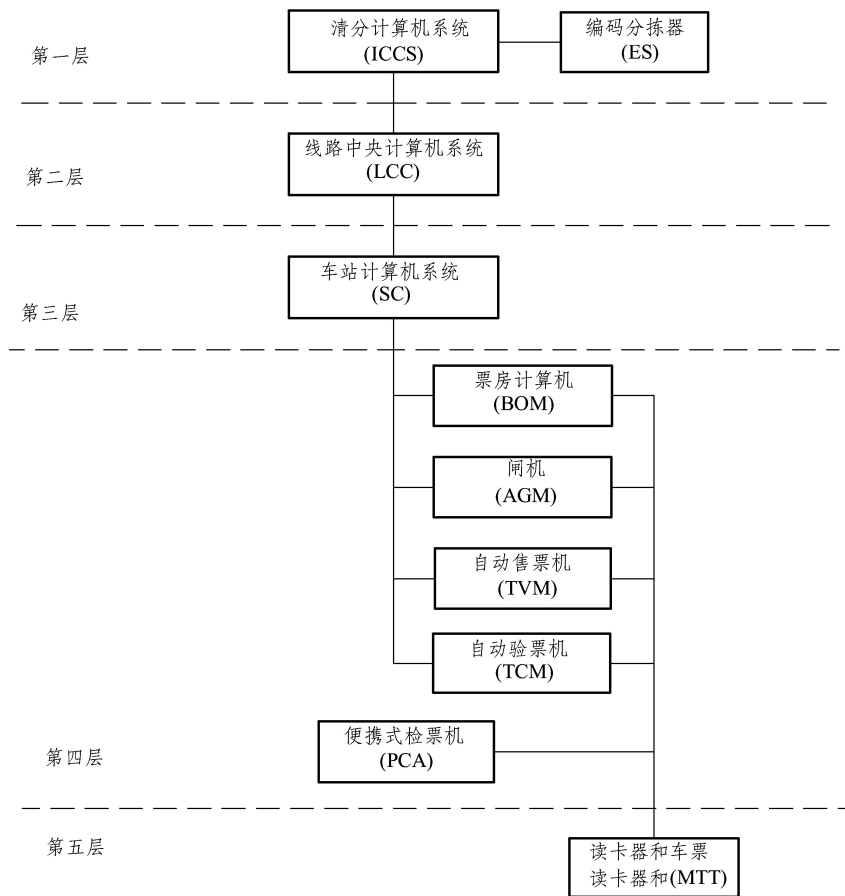 第一层
清分计算机系统
(ICCS)
编码分拣器
(ES)
第二层
线路中央计算机系统
(LCC)
第三层
车站计算机系统
(SC)
票房计算机
(BOM)
闸机
(AGM)
自动售票机
(TVM)
自动验票机
(TCM)
第四层
便携式检票机
(PCA)
第五层
读卡器和车票
读卡器和(MTT)